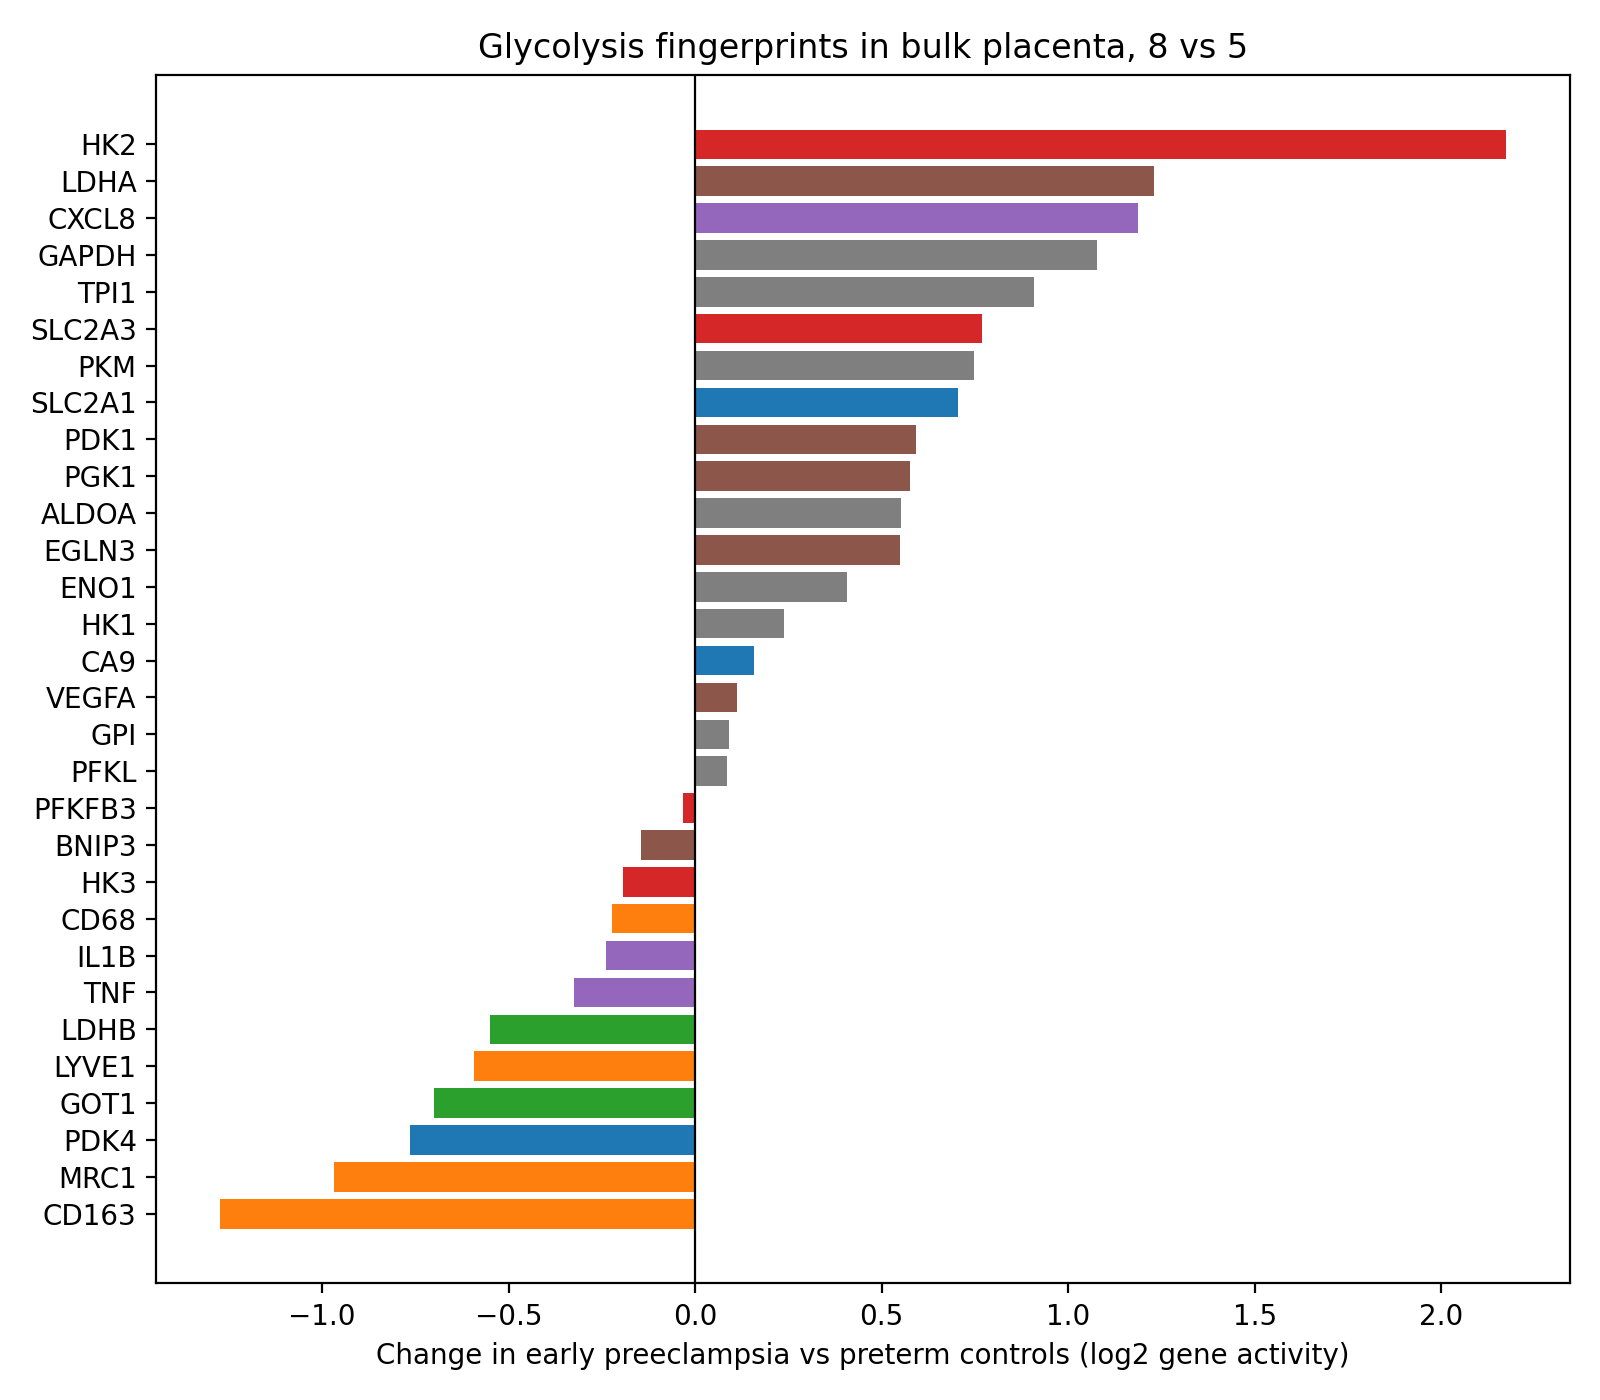 Glycolysis fingerprints in bulk placenta, 8 vs 5
HK2
LDHA
CXCL8
GAPDH
TPI1
SLC2A3
PKM
SLC2A1
PDK1
PGK1
ALDOA
EGLN3
ENO1
HK1
CA9
VEGFA
GPI
PFKL
PFKFB3
BNIP3
HK3
CD68
IL1B
TNF
LDHB
LYVE1
GOT1
PDK4
MRC1
CD163
−1.0 −0.5 0.0 0.5 1.0 1.5 2.0
Change in early preeclampsia vs preterm controls (log2 gene activity)